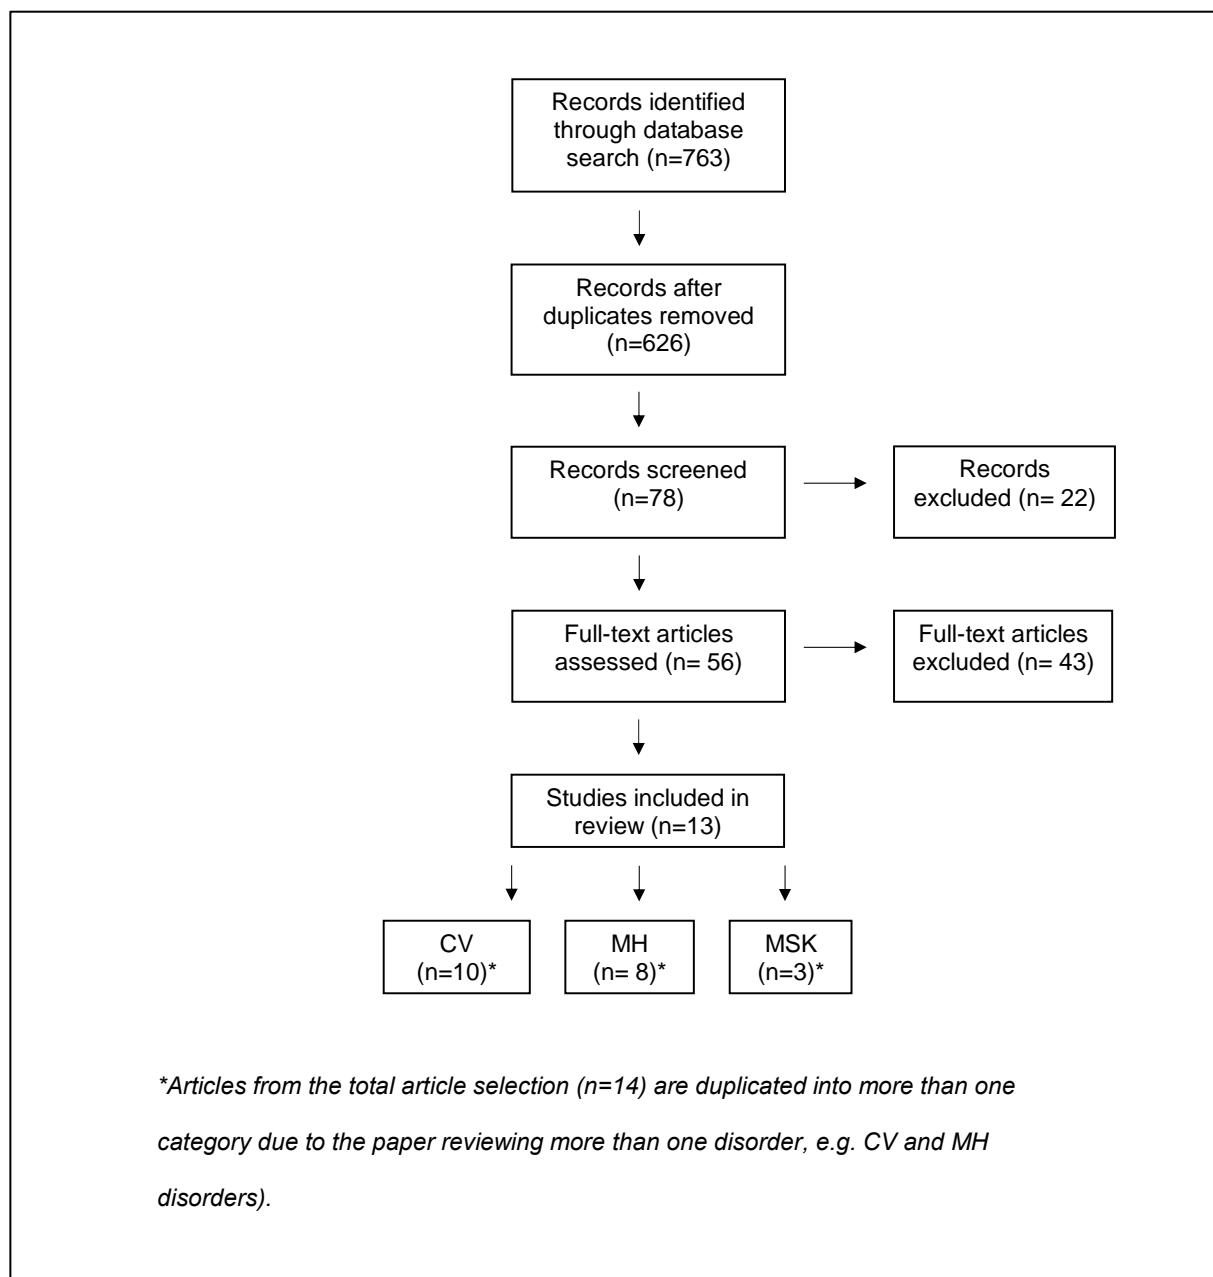 Records identified
through database
search (n=763)
Records after
duplicates removed
(n=626)
Records screened
(n=78)
Records
excluded (n= 22)
Full-text articles
assessed (n= 56)
Full-text articles
excluded (n= 43)
Studies included in
review (n=13)
CV
(n=10)*
MH
(n= 8)*
MSK
(n=3)*
*Articles from the total article selection (n=14) are duplicated into more than one
category due to the paper reviewing more than one disorder, e.g. CV and MH
disorders).